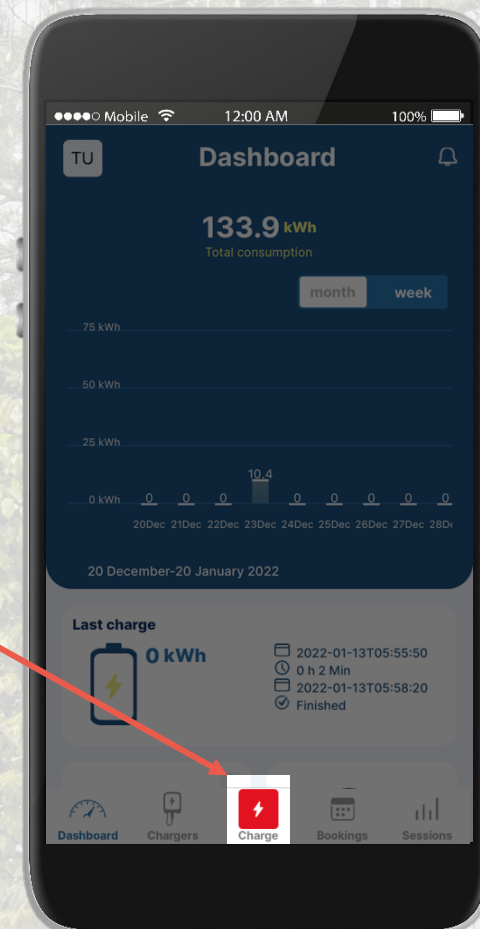 Mobile 12:00 AM 100%
TU Dashboard
133.9 kWh
Total consumption
month week
75 kWh
50 kWh
25 kWh
10.4
0 kWh 0 0 0 0 0 0 0 0
20Dec 21Dec 22Dec 23Dec 24Dec 25Dec 26Dec 27Dec 28D
20 December-20 January 2022
Last charge
0 kWh
2022-01-13T05:55:50
0 h 2 Min
2022-01-13T05:58:20
Finished
Dashboard Chargers Charge Bookings Sessions